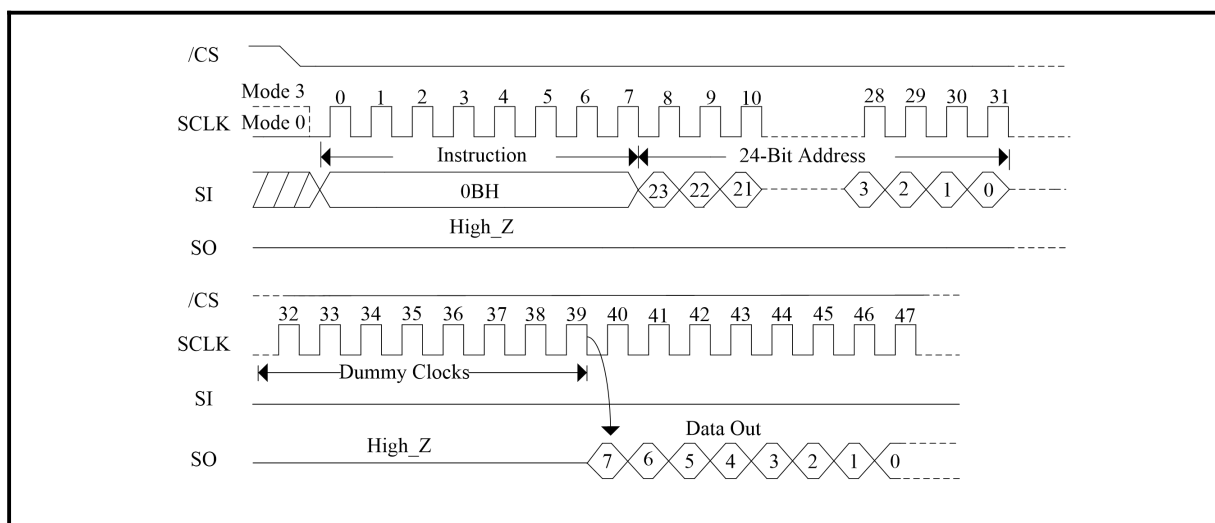 /CS
Mode 3
0 1 2 3 4 5 6 7 8 9 10 28 29 30 31
SCLK Mode 0
Instruction 24-Bit Address
SI 0BH 23 22 21 3 2 1 0
High_Z
SO
/CS
32 33 34 35 36 37 38 39 40 41 42 43 44 45 46 47
SCLK
Dummy Clocks
SI
Data Out
High_Z
SO 7 6 5 4 3 2 1 0